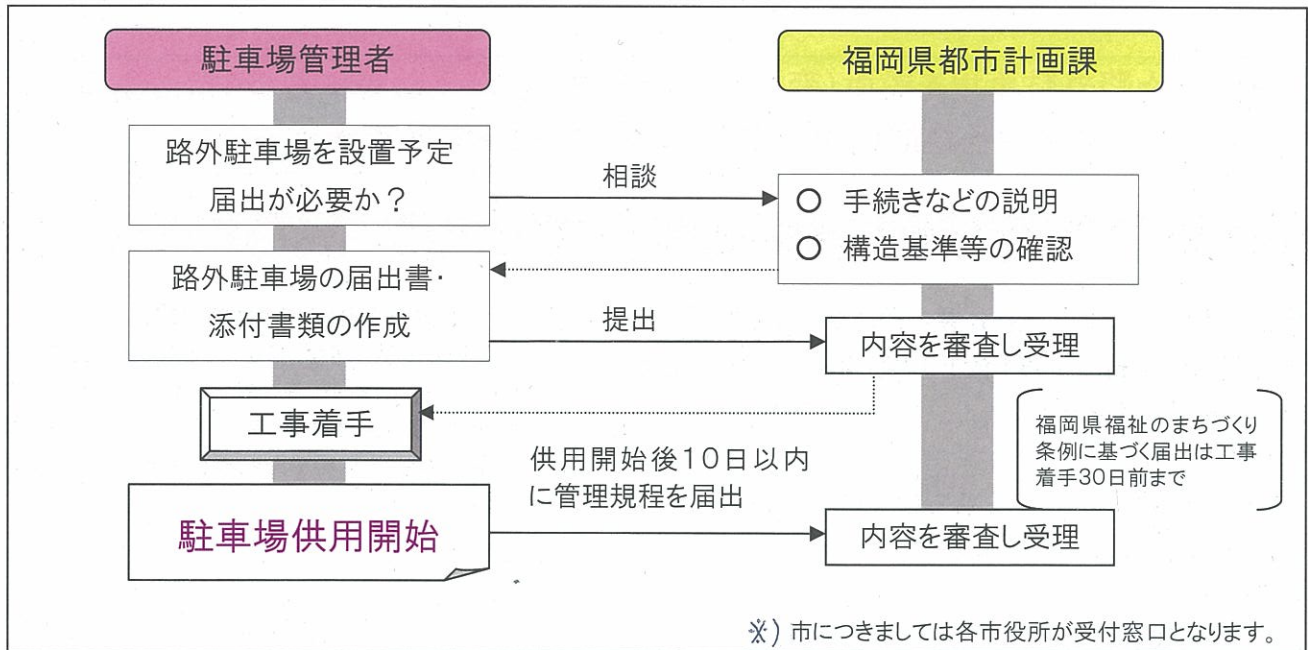 駐車場管理者
福岡県都市計画課
路外駐車場を設置予定
届出が必要か?
相談
○ 手続きなどの説明
○ 構造基準等の確認
路外駐車場の届出書・
添付書類の作成
提出
内容を審査し受理
工事着手
福岡県福祉のまちづくり
条例に基づく届出は工事
着手30日前まで
供用開始後10日以内
に管理規程を届出
駐車場供用開始
内容を審査し受理
※）市につきましては各市役所が受付窓口となります。